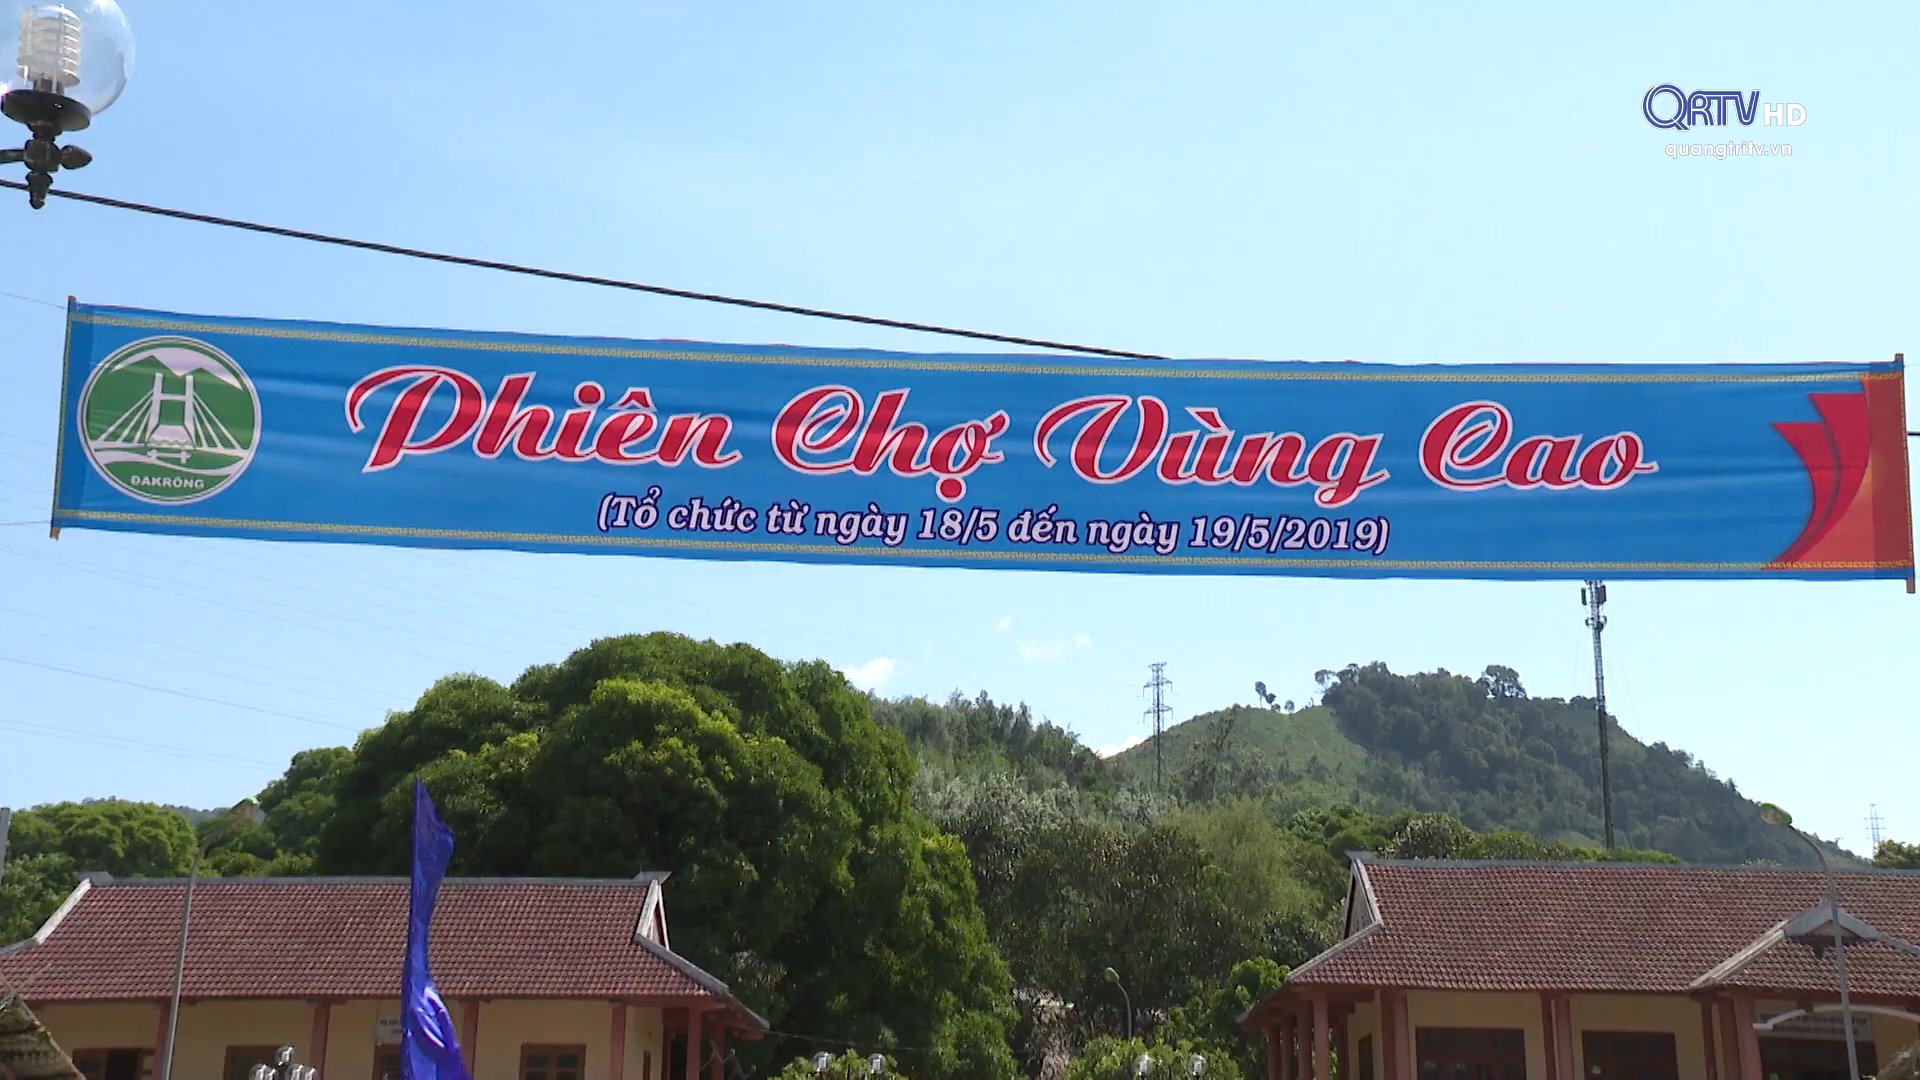 QRTV HD
quangtritv.vn
Phiên Chợ Vùng Cao
(Tổ chức từ ngày 18/5 đến ngày 19/5/2019)
ĐAKRÔNG